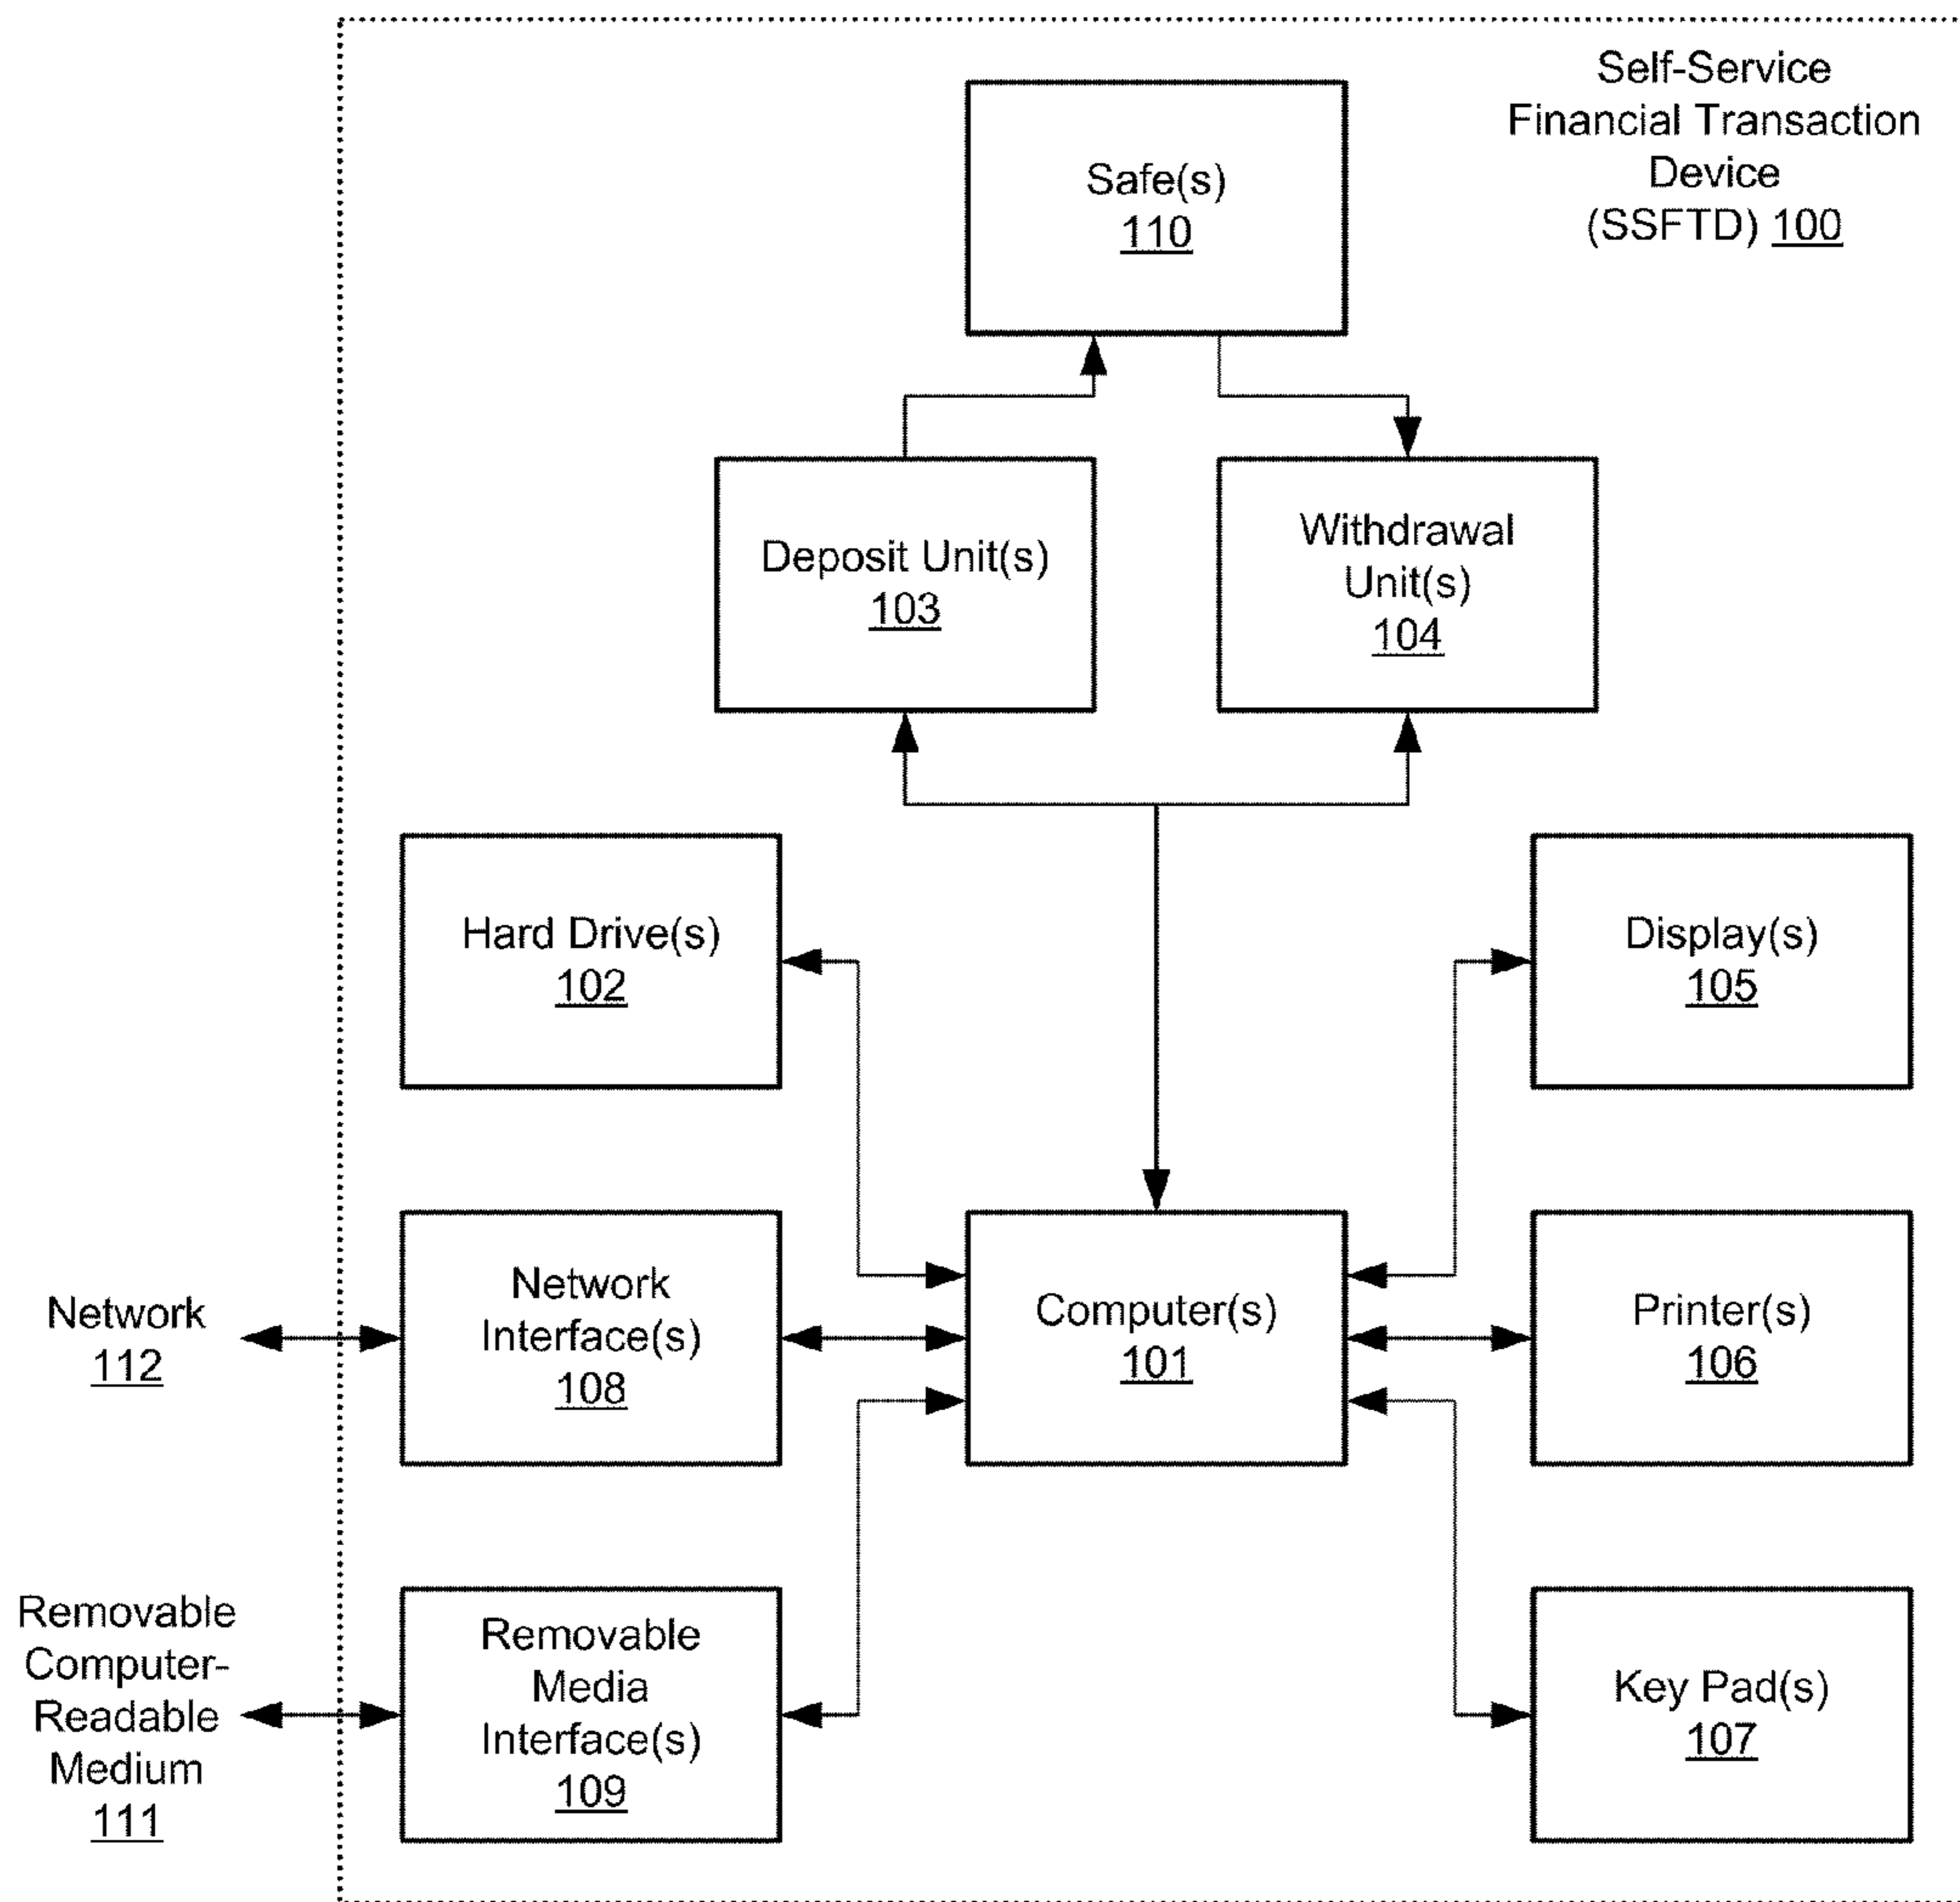 Self-Service
Financial Transaction
Device
(SSFTD) 100
Safe(s)
110
Deposit Unit(s)
103
Withdrawal
Unit(s)
104
Hard Drive(s)
102
Display(s)
105
Network
112
Network
Interface(s)
108
Computer(s)
101
Printer(s)
106
Removable
Computer-
Readable
Medium
111
Removable
Media
Interface(s)
109
Key Pad(s)
107